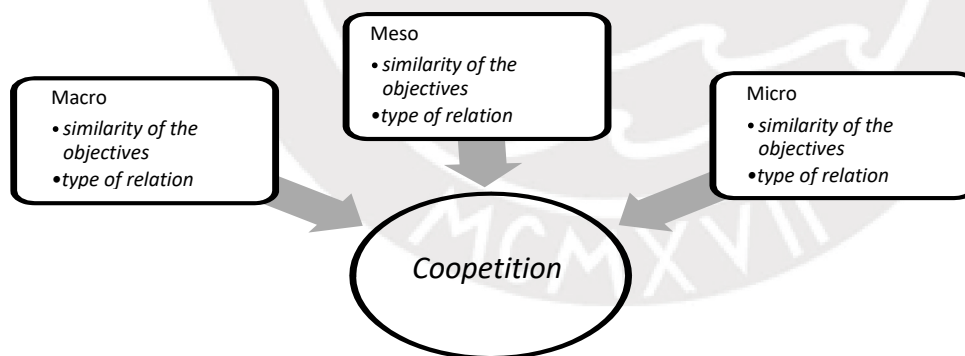 Macro
• similarity of the
objectives
•type of relation
Meso
• similarity of the
objectives
•type of relation
Micro
• similarity of the
objectives
• type of relation
Coopetition
MCMXVII